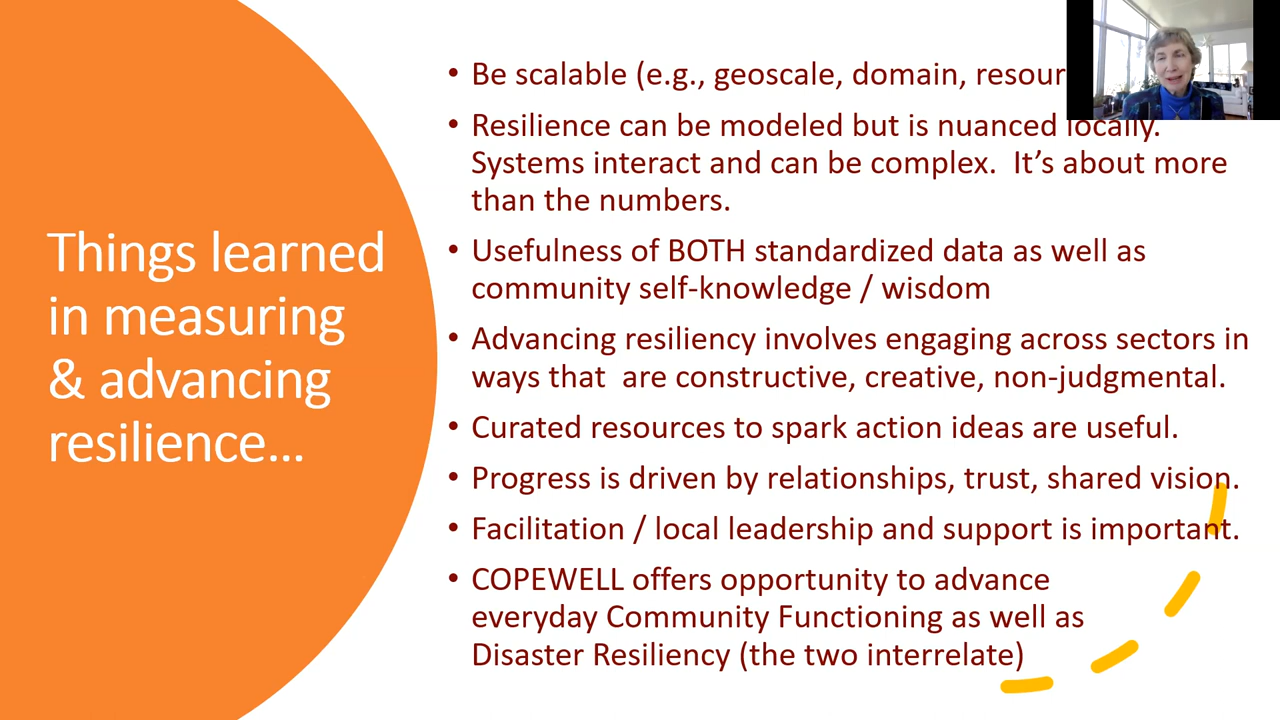 Things learned
in measuring
& advancing
resilience...
• Be scalable (e.g., geoscale, domain,
• Resilience can be modeled but is nuanced locally.
Systems interact and can be complex.  It's about more
than the numbers.
• Usefulness of BOTH standardized data as well as
community self-knowledge / wisdom
• Advancing resiliency involves engaging across sectors in
ways that  are constructive, creative, non-judgmental.
• Curated resources to spark action ideas are useful.
• Progress is driven by relationships, trust, shared vision.
• Facilitation / local leadership and support is important.
• COPEWELL offers opportunity to advance
everyday Community Functioning as well as
Disaster Resiliency (the two interrelate)